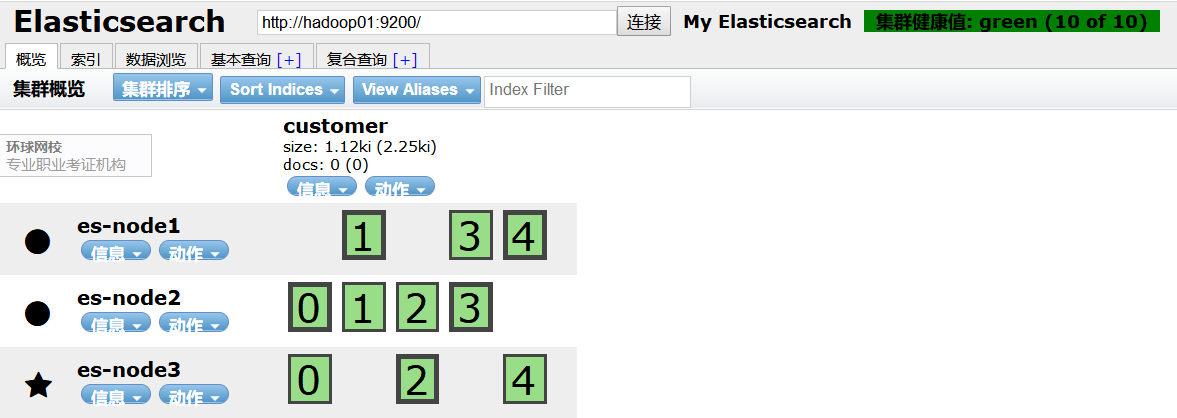 Elasticsearch http://hadoop01:9200/ 连接 My Elasticsearch 集群健康值: green (10 of 10)
概览 索引 数据浏览 基本查询 [+] 复合查询 [+]
集群概览 集群排序 Sort Indices View Aliases Index Filter
环球网校
专业职业考证机构
customer
size: 1.12ki (2.25ki)
docs: 0 (0)
信息 动作
es-node1
信息 动作
1 3 4
es-node2
信息 动作
0 1 2 3
es-node3
信息 动作
0 2 4